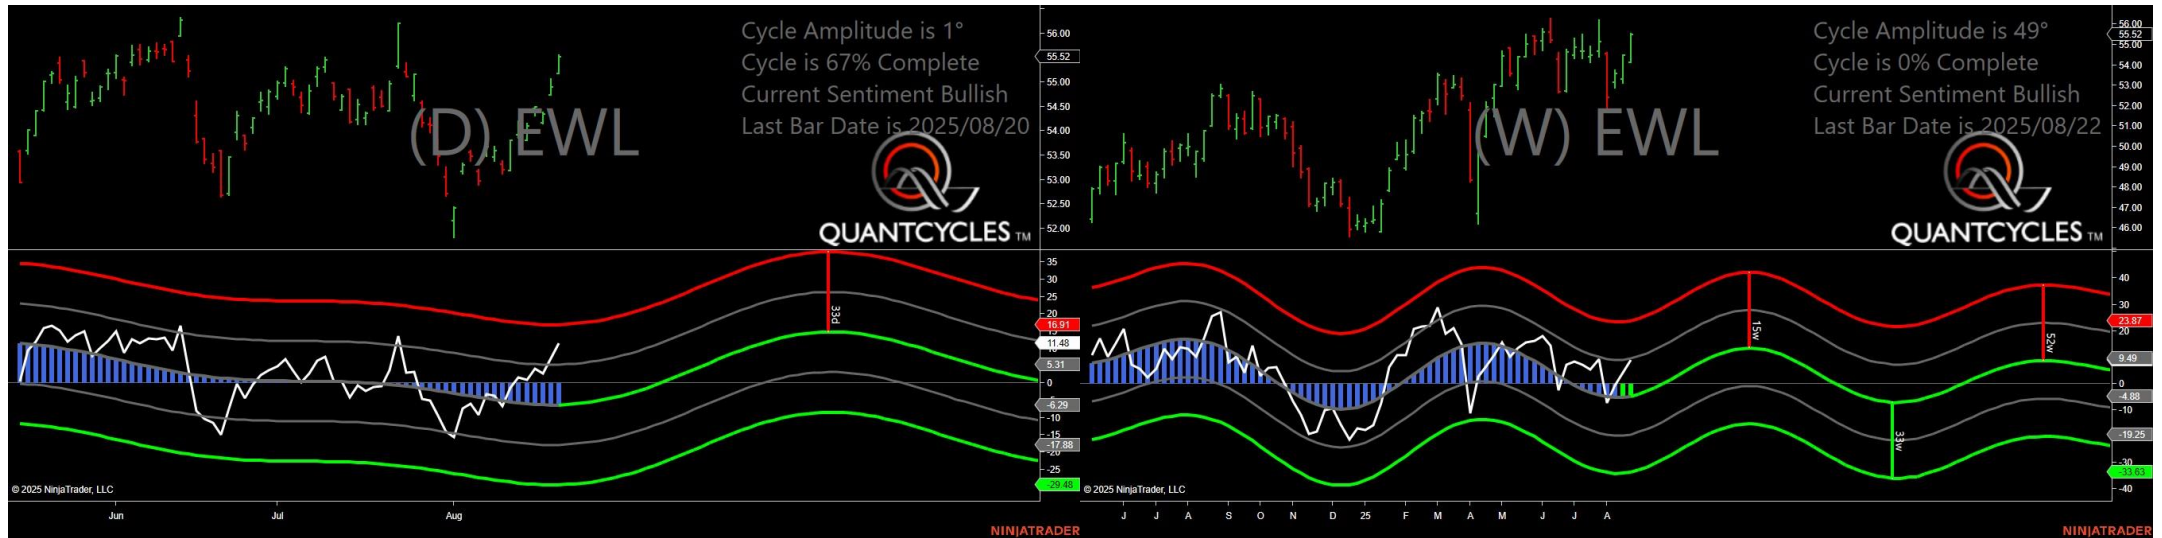 Cycle Amplitude is 1°
Cycle is 67% Complete
Current Sentiment Bullish
Last Bar Date is 2025/08/20
(D) EWL
QUANTCYCLES TM
56.00
55.52
55.00
54.50
54.00
53.50
53.00
52.50
52.00
35
30
25
20
16.91
11.48
5.31
0
-6.29
-10
-15
-17.88
-20
-25
-29.48
33d
© 2025 NinjaTrader, LLC
Jun
Jul
Aug
NINJATRADER
Cycle Amplitude is 49°
Cycle is 0% Complete
Current Sentiment Bullish
Last Bar Date is 2025/08/22
(W) EWL
QUANTCYCLES TM
56.00
55.52
55.00
54.00
53.00
52.00
51.00
50.00
49.00
48.00
47.00
46.00
40
30
23.87
20
9.49
0
-4.88
-10
-19.25
-30
-33.63
-40
15w
33w
52w
© 2025 NinjaTrader, LLC
J J A S O N D 25 F M A M J J A
NINJATRADER